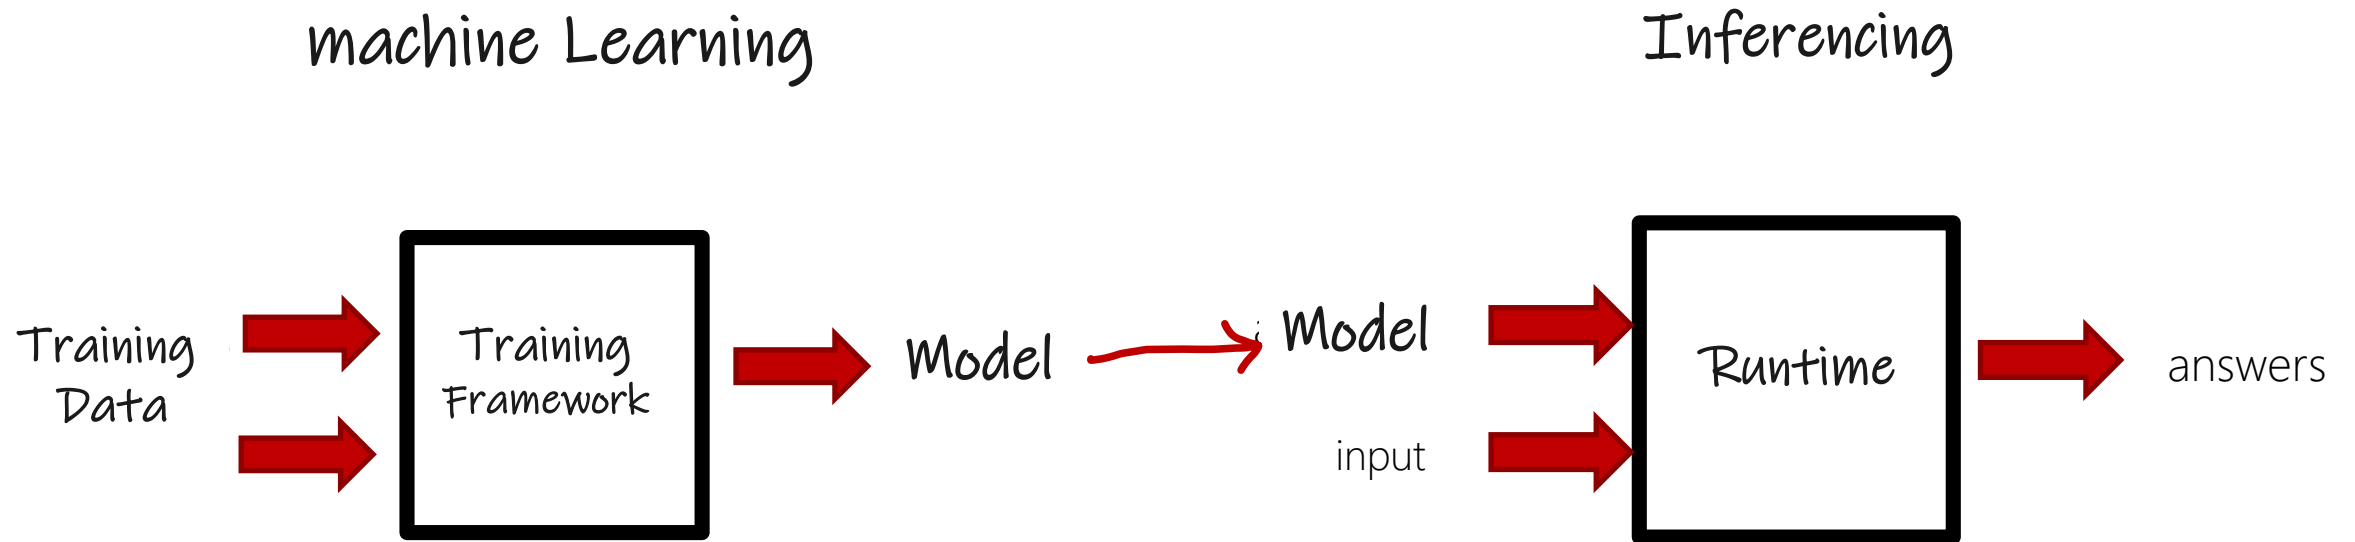 machine Learning
Inferencing
Training
Data
Training
Framework
Model
Model
input
Runtime
answers